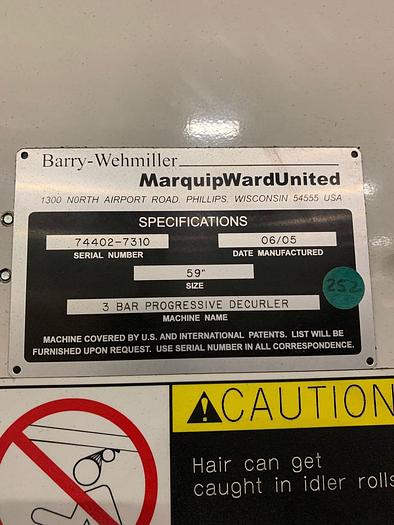 Barry-Wehmiller
MarquipWardUnited
1300 NORTH AIRPORT ROAD, PHILLIPS, WISCONSIN 54555 USA
SPECIFICATIONS
74402-7310 06/05
SERIAL NUMBER DATE MANUFACTURED
59"
SIZE
252
3 BAR PROGRESSIVE DECURLER
MACHINE NAME
MACHINE COVERED BY U.S. AND INTERNATIONAL PATENTS. LIST WILL BE
FURNISHED UPON REQUEST. USE SERIAL NUMBER IN ALL CORRESPONDENCE.
CAUTION
Hair can get
caught in idler rolls